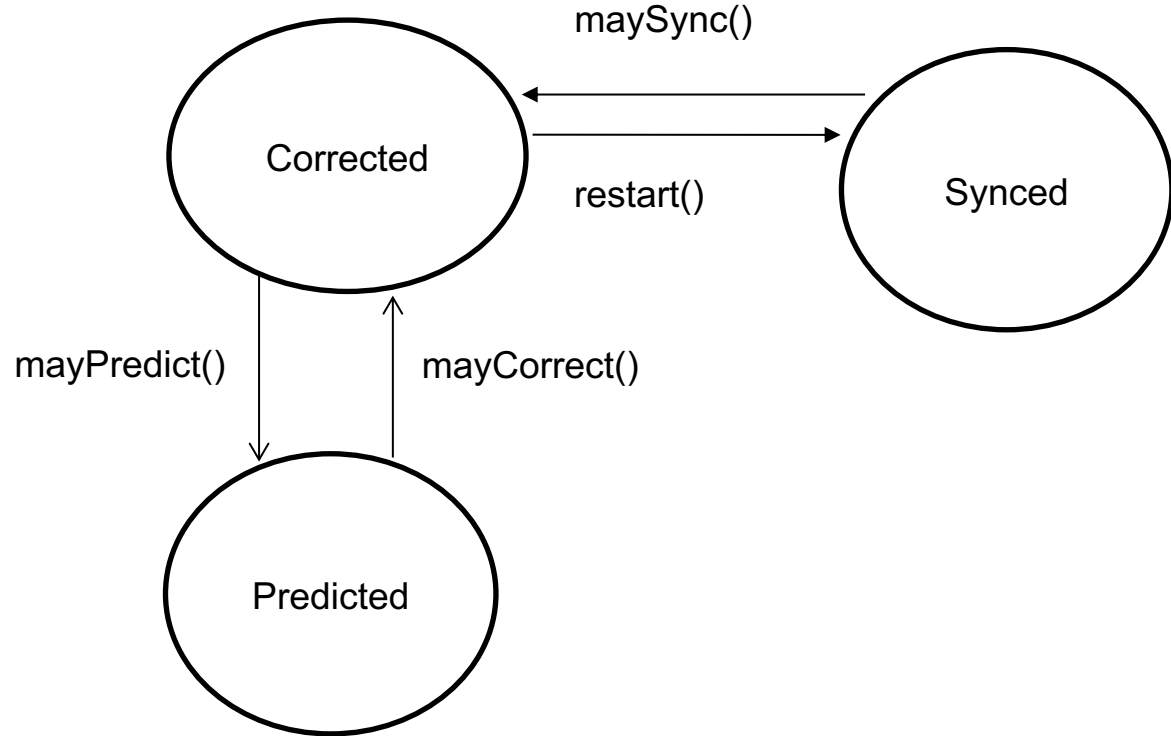 maySync()
Corrected
restart()
Synced
mayPredict()
mayCorrect()
Predicted